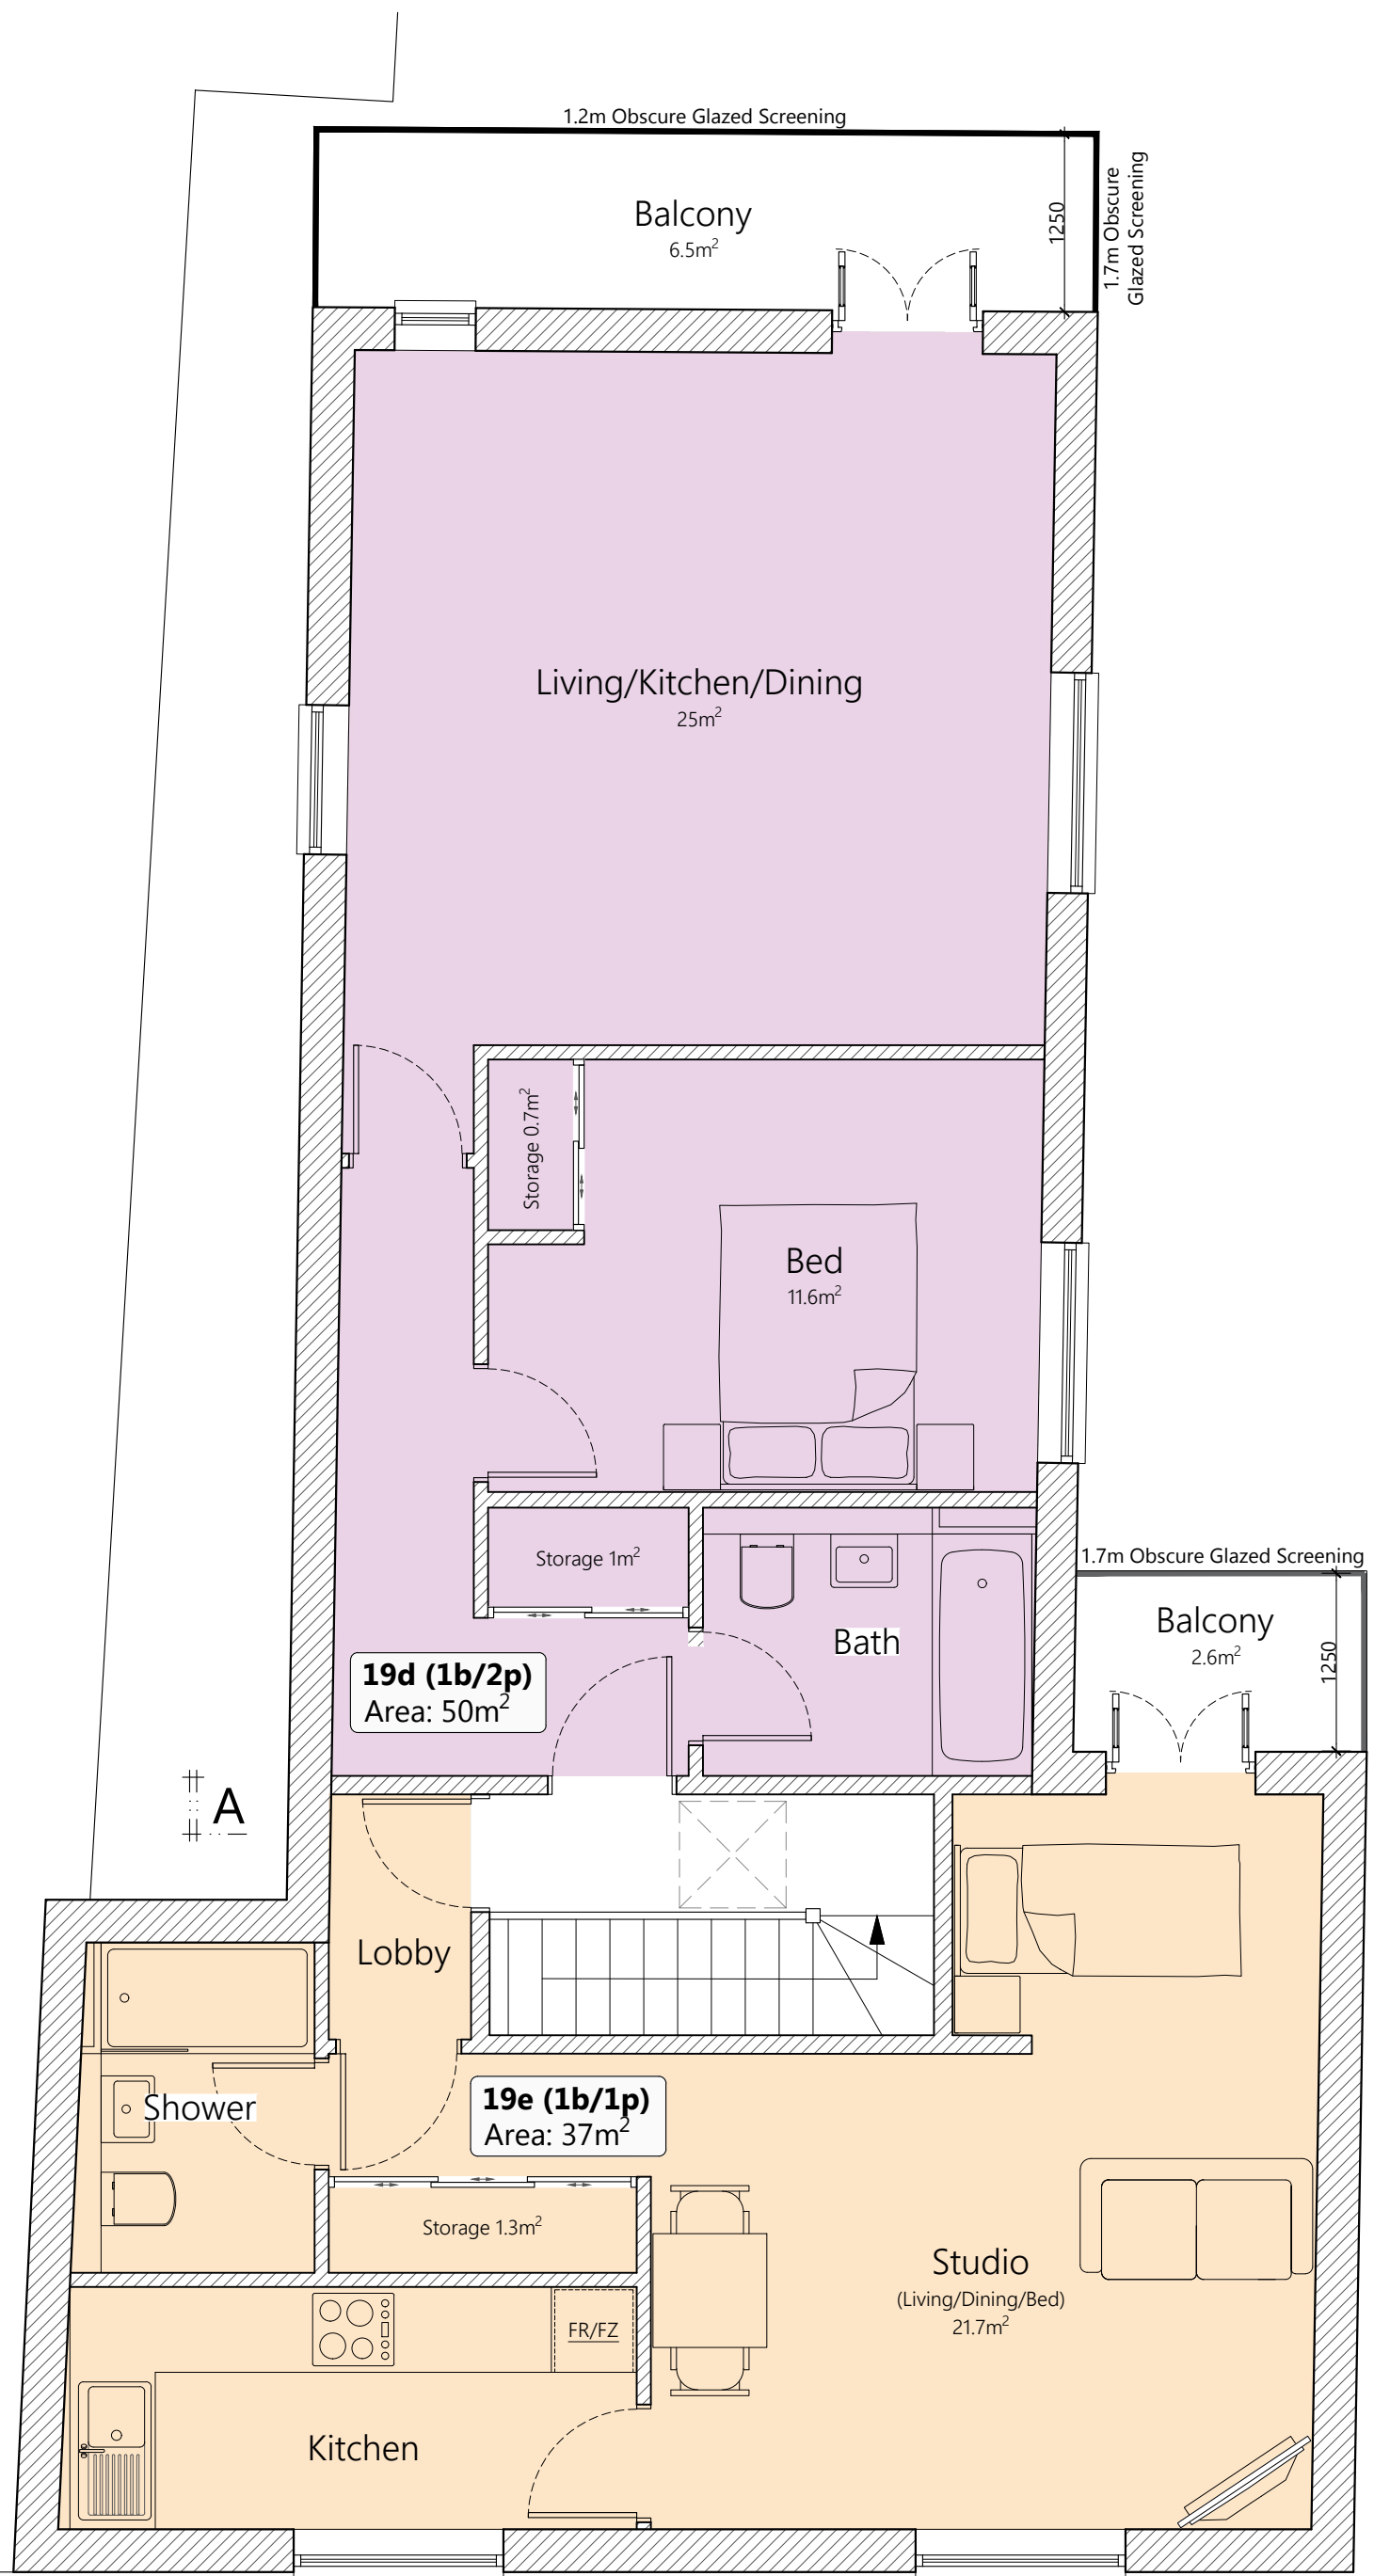 1.2m Obscure Glazed Screening
Balcony
6.5m²
1250
1.7m Obscure
Glazed Screening
Living/Kitchen/Dining
25m²
Storage 0.7m²
Bed
11.6m²
Storage 1m²
Bath
1.7m Obscure Glazed Screening
Balcony
2.6m²
1250
19d (1b/2p)
Area: 50m²
A
Lobby
Shower
19e (1b/1p)
Area: 37m²
Storage 1.3m²
Studio
(Living/Dining/Bed)
21.7m²
FR/FZ
Kitchen